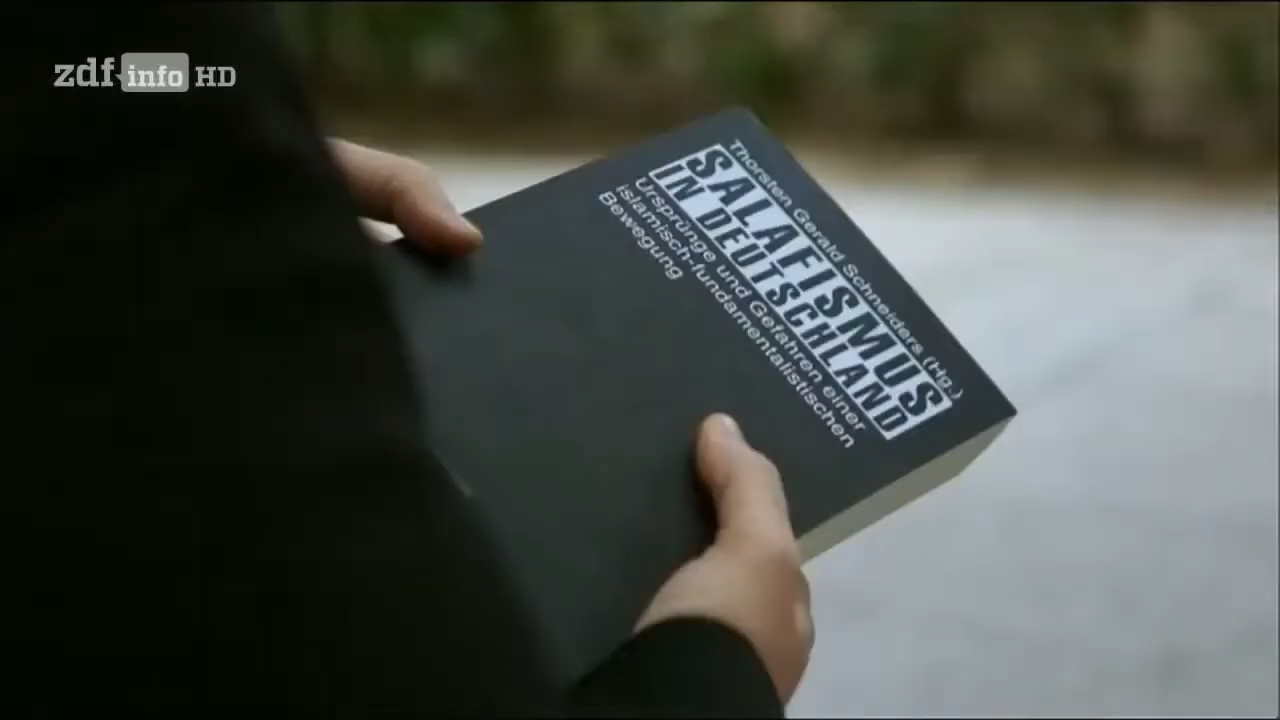 zdf info HD
Thorsten Gerald Schneiders (Hg.)
SALAFISMUS
IN DEUTSCHLAND
Ursprünge und Gefahren einer
islamisch-fundamentalistischen
Bewegung